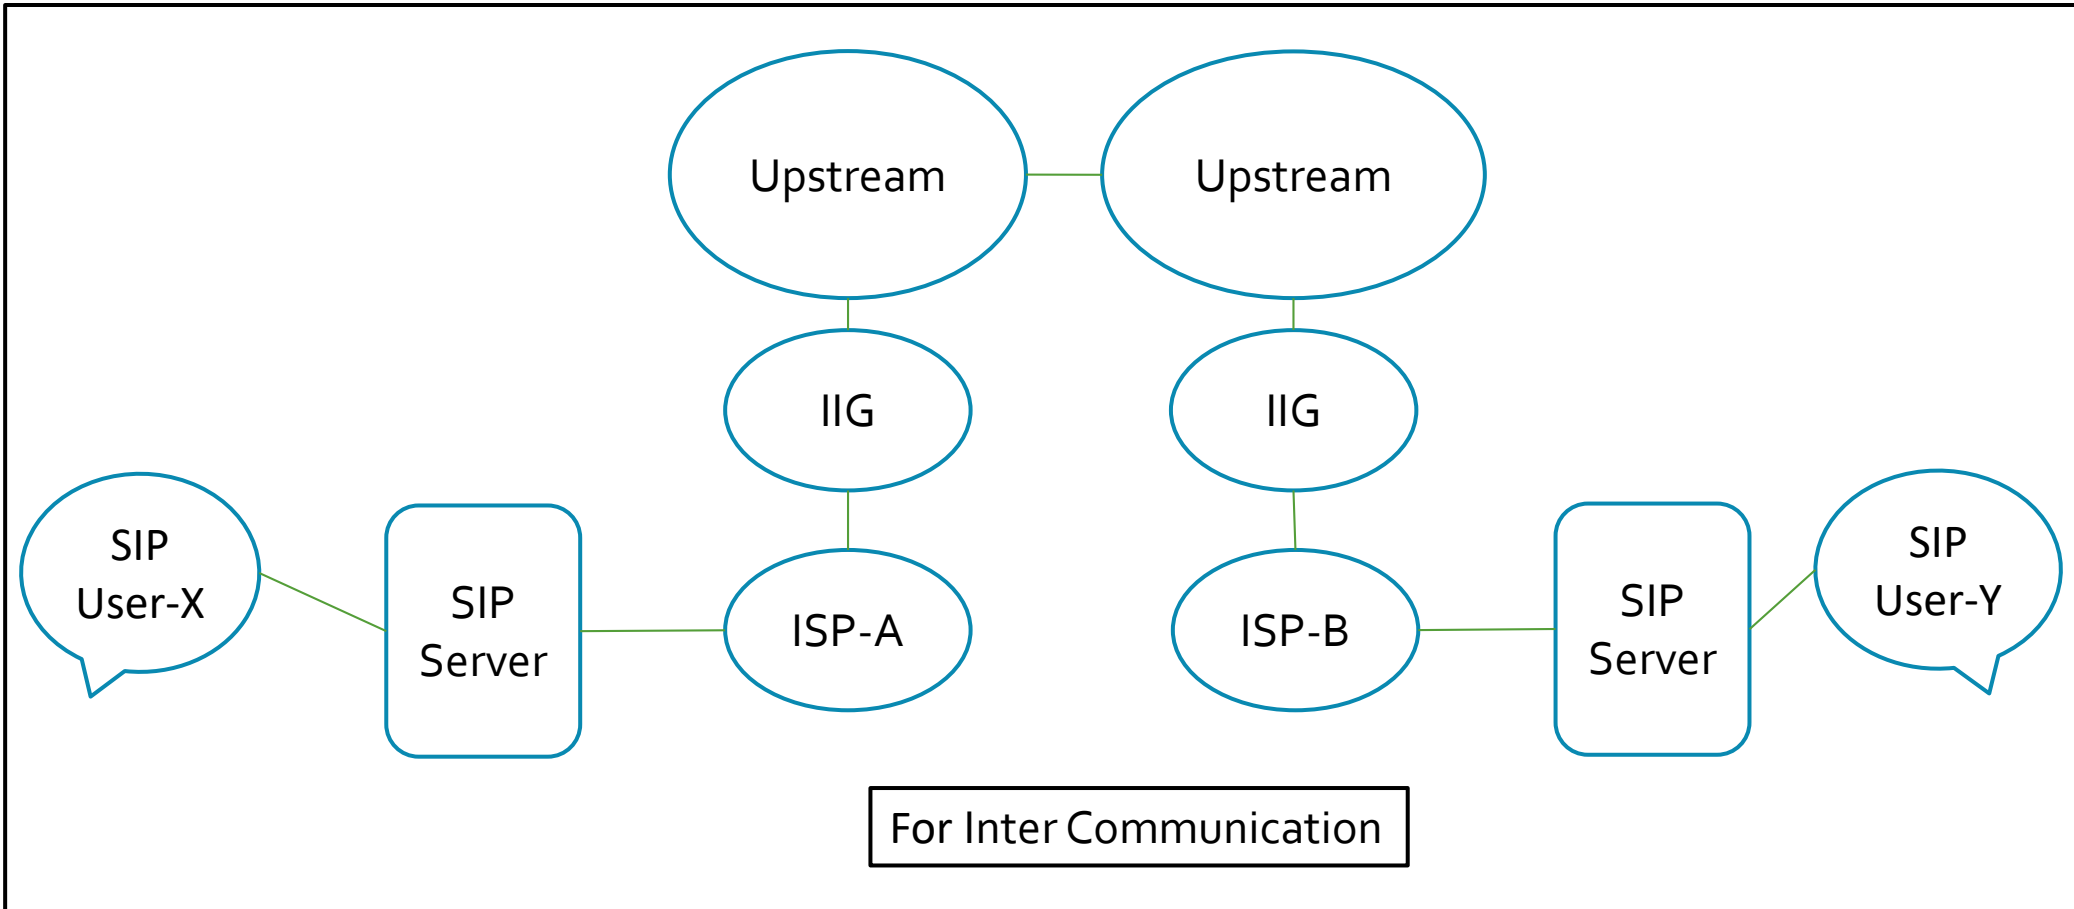 Upstream
Upstream
IIG
IIG
SIP
User-X
SIP
Server
ISP-A
ISP-B
SIP
Server
SIP
User-Y
For Inter Communication